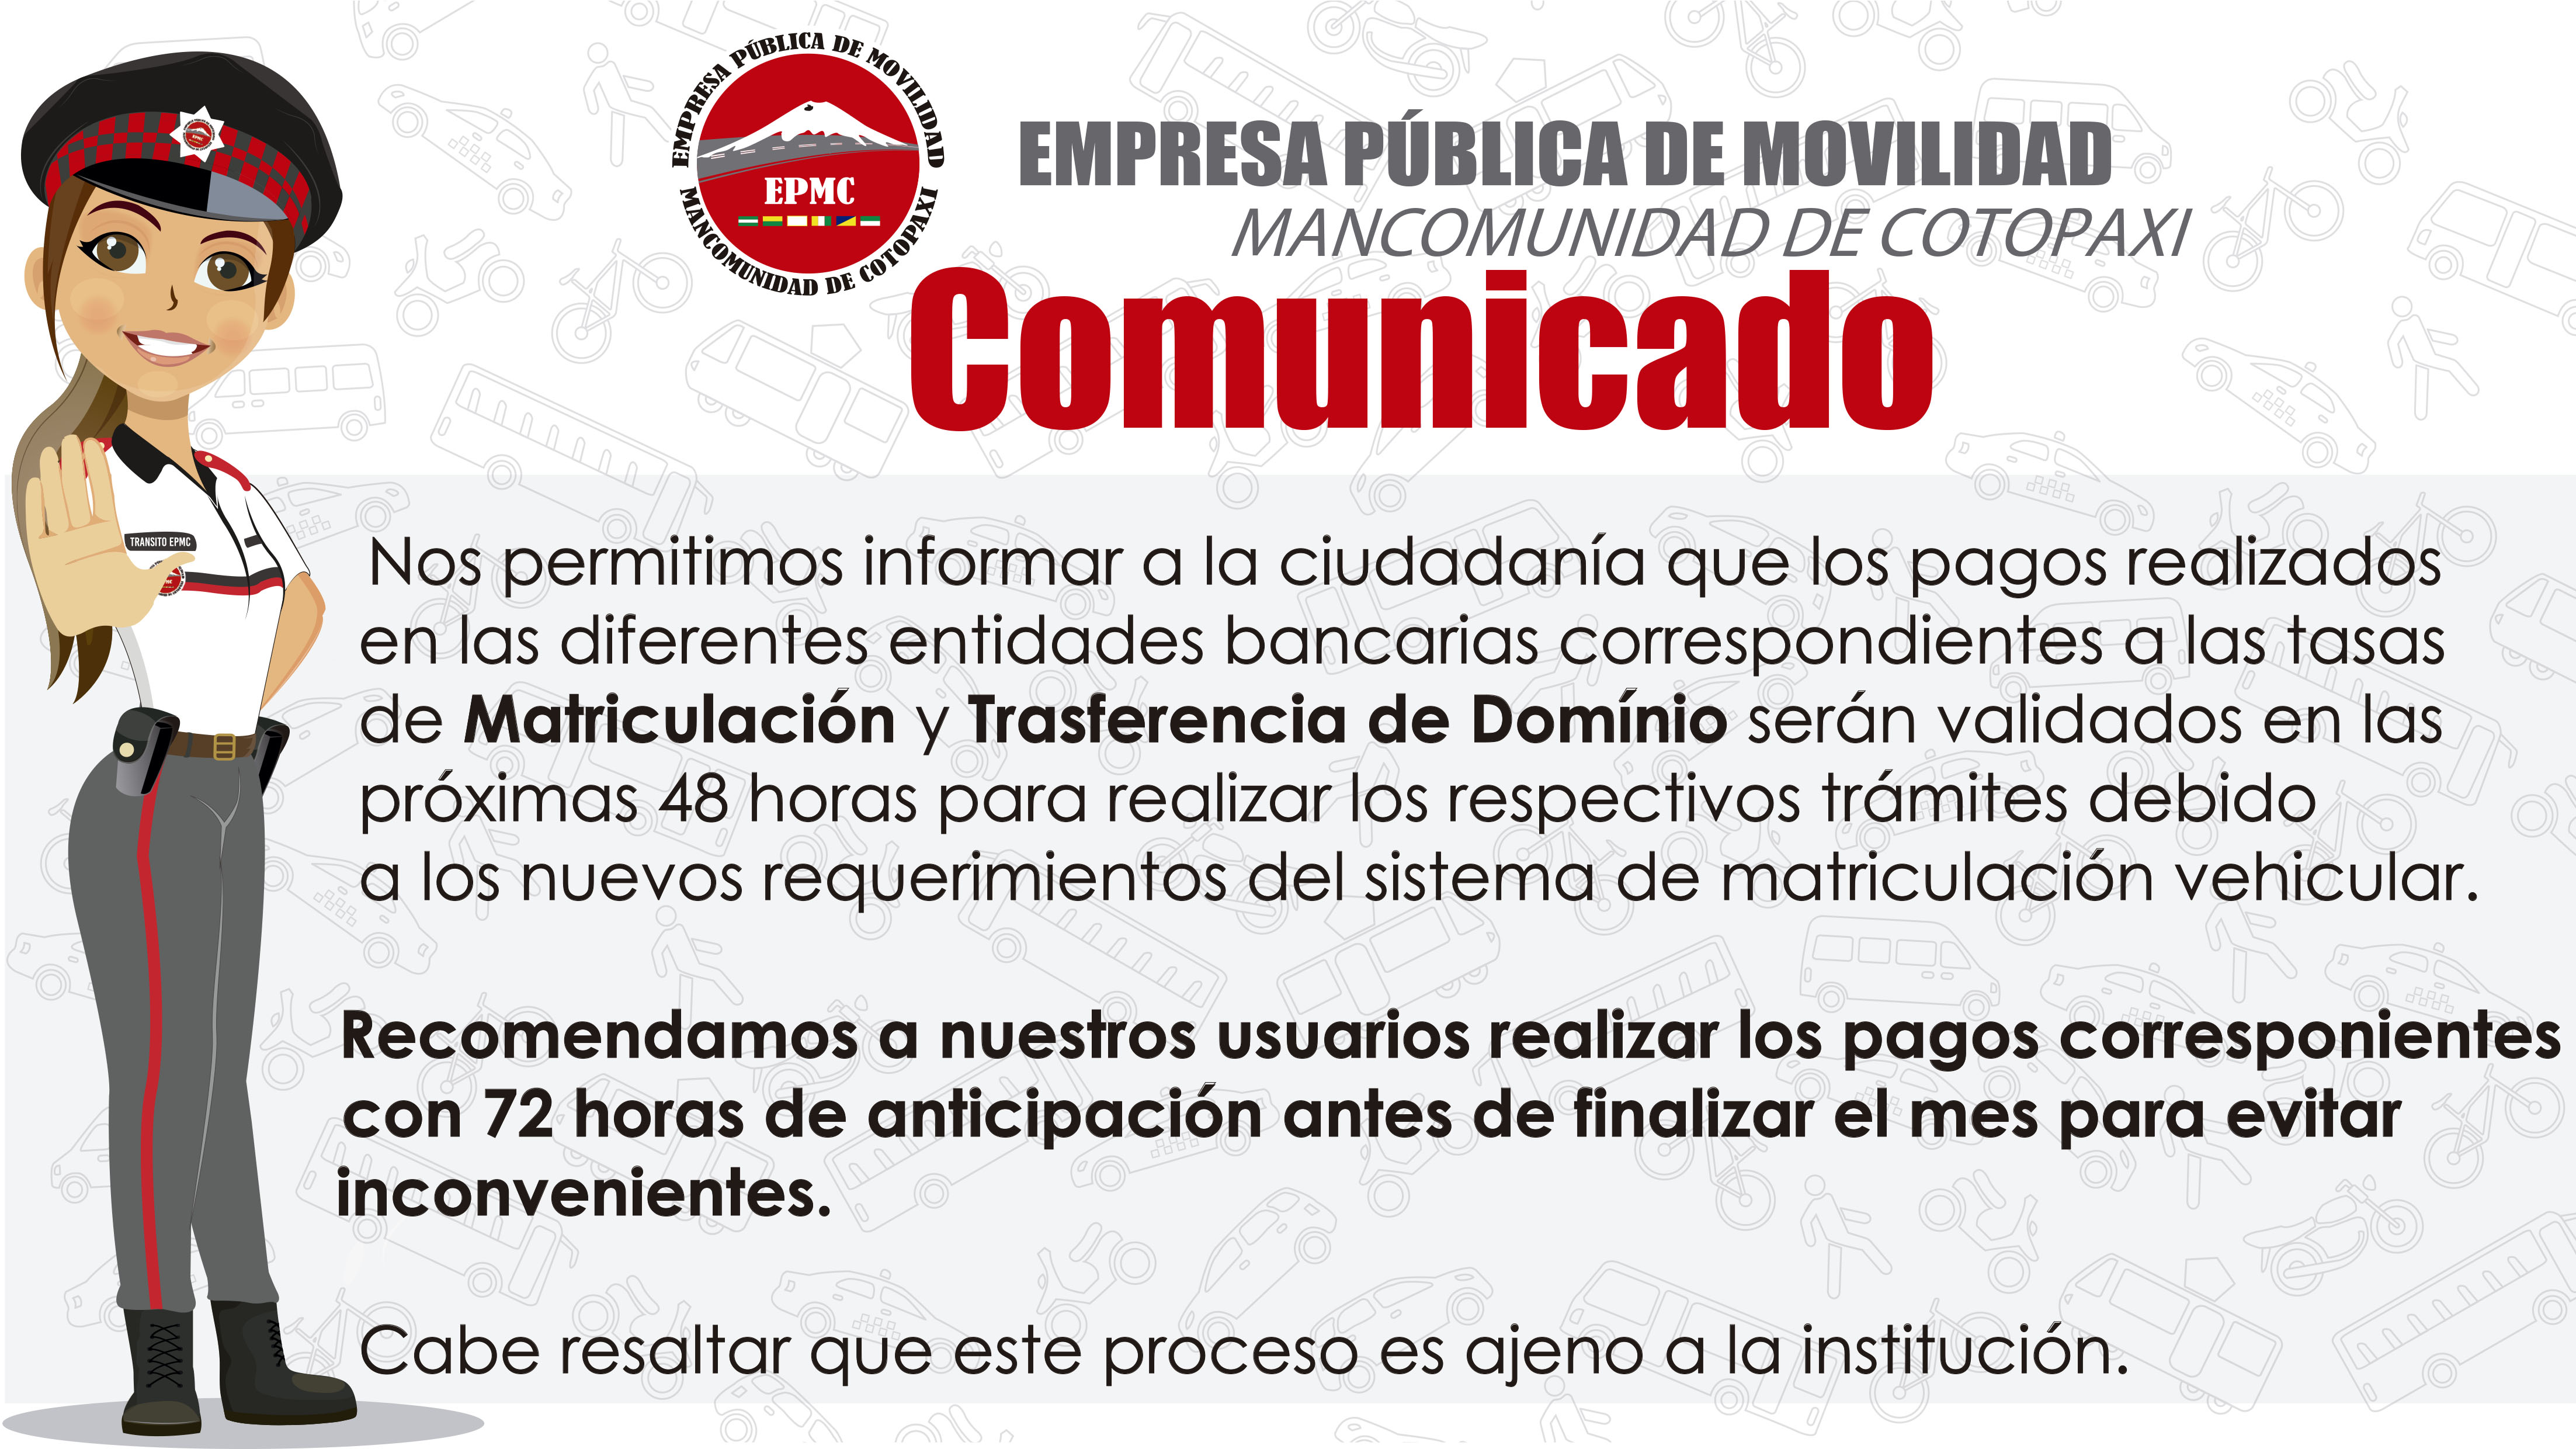 EMPRESA PÚBLICA DE MOVILIDAD
MANCOMUNIDAD DE COTOPAXI
EPMC
EMPRESA PÚBLICA DE MOVILIDAD
MANCOMUNIDAD DE COTOPAXI
Comunicado
TRANSITO EPMC
Nos permitimos informar a la ciudadanía que los pagos realizados
en las diferentes entidades bancarias correspondientes a las tasas
de Matriculación y Trasferencia de Domínio serán validados en las
próximas 48 horas para realizar los respectivos trámites debido
a los nuevos requerimientos del sistema de matriculación vehicular.
Recomendamos a nuestros usuarios realizar los pagos corresponientes
con 72 horas de anticipación antes de finalizar el mes para evitar
inconvenientes.
Cabe resaltar que este proceso es ajeno a la institución.